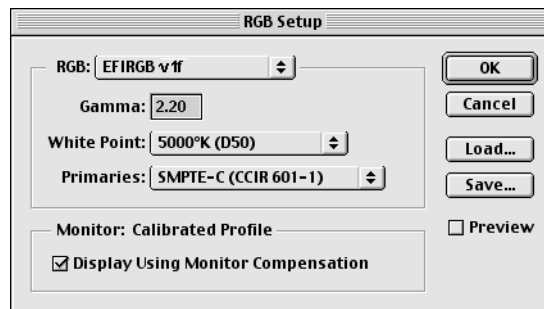 RGB Setup
RGB: EFIRGB v1f
Gamma: 2.20
White Point: 5000°K (D50)
Primaries: SMPTE-C (CCIR 601-1)
Monitor: Calibrated Profile
Display Using Monitor Compensation
OK
Cancel
Load...
Save...
Preview